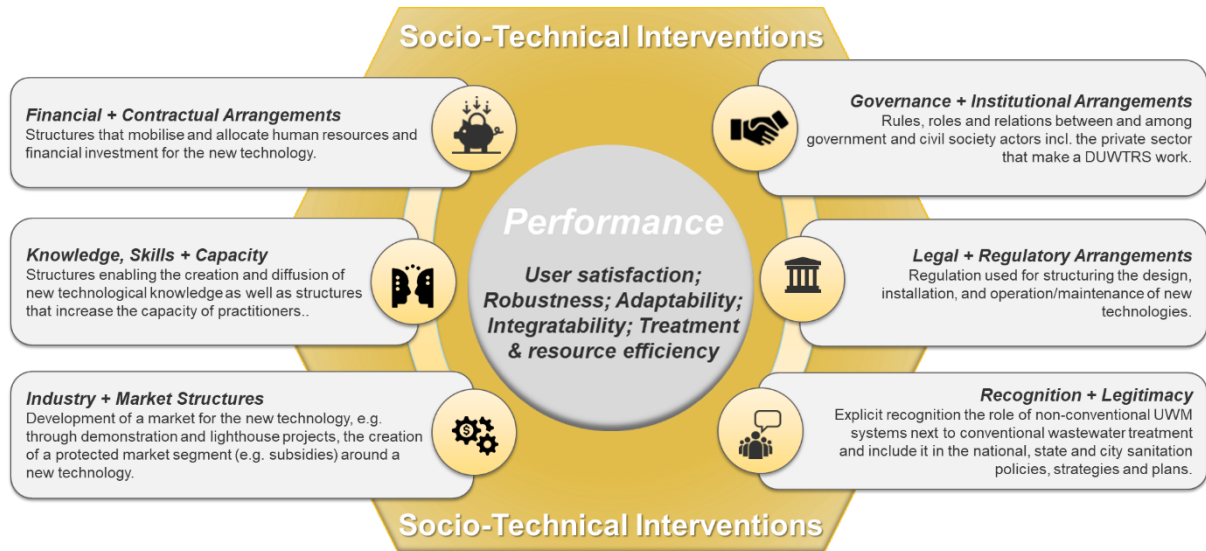 Socio-Technical Interventions
Financial + Contractual Arrangements
Structures that mobilise and allocate human resources and
financial investment for the new technology.
Governance + Institutional Arrangements
Rules, roles and relations between and among
government and civil society actors incl. the private sector
that make a DUWTRS work.
Knowledge, Skills + Capacity
Structures enabling the creation and diffusion of
new technological knowledge as well as structures
that increase the capacity of practitioners..
Performance
User satisfaction;
Robustness; Adaptability;
Integratability; Treatment
& resource efficiency
Legal + Regulatory Arrangements
Regulation used for structuring the design,
installation, and operation/maintenance of new
technologies.
Industry + Market Structures
Development of a market for the new technology, e.g.
through demonstration and lighthouse projects, the creation
of a protected market segment (e.g. subsidies) around a
new technology.
$
Recognition + Legitimacy
Explicit recognition the role of non-conventional UWM
systems next to conventional wastewater treatment
and include it in the national, state and city sanitation
policies, strategies and plans.
Socio-Technical Interventions